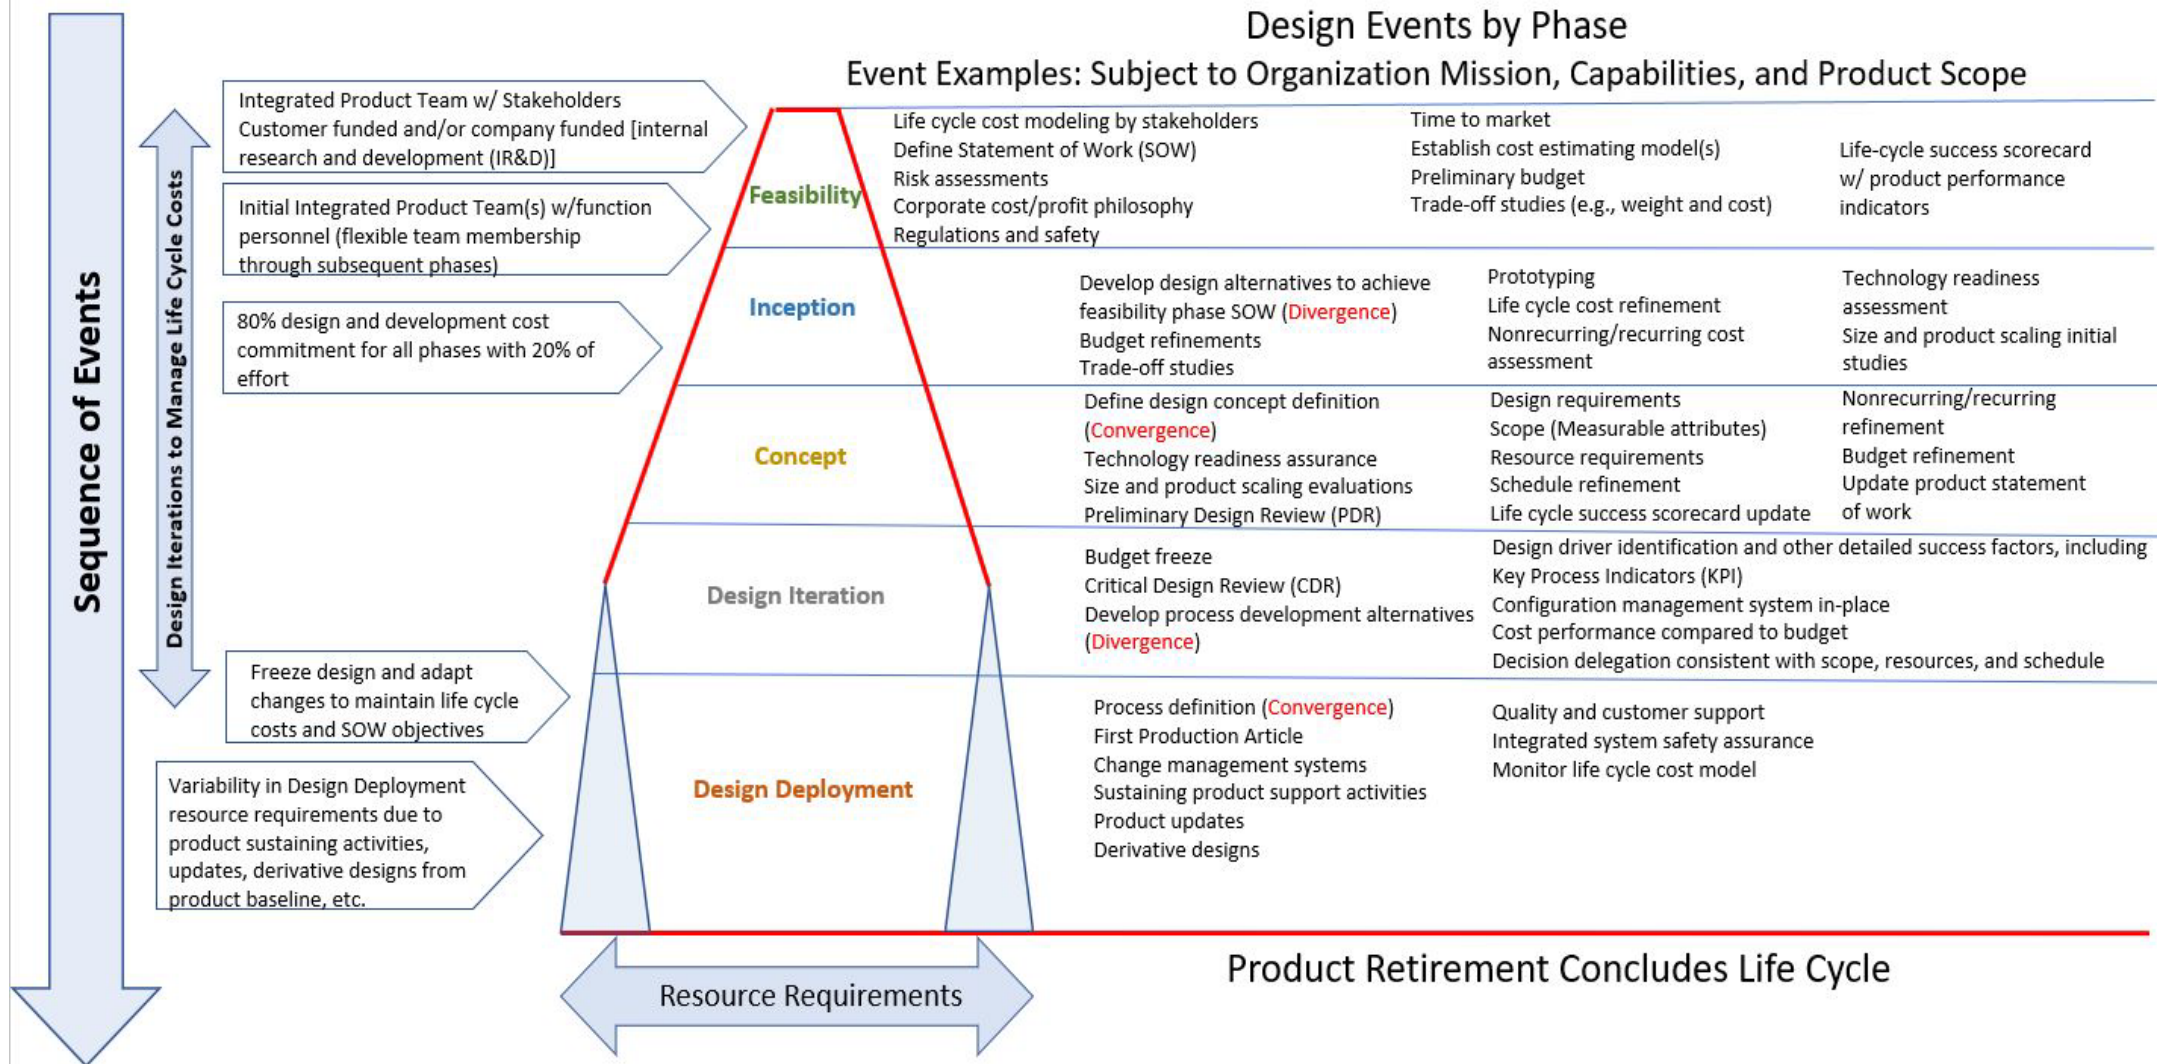 Design Events by Phase
Event Examples: Subject to Organization Mission, Capabilities, and Product Scope
Sequence of Events
Design Iterations to Manage Life Cycle Costs
Integrated Product Team w/ Stakeholders
Customer funded and/or company funded [internal
research and development (IR&D)]
Initial Integrated Product Team(s) w/function
personnel (flexible team membership
through subsequent phases)
80% design and development cost
commitment for all phases with 20% of
effort
Freeze design and adapt
changes to maintain life cycle
costs and SOW objectives
Variability in Design Deployment
resource requirements due to
product sustaining activities,
updates, derivative designs from
product baseline, etc.
Feasibility
Life cycle cost modeling by stakeholders
Define Statement of Work (SOW)
Risk assessments
Corporate cost/profit philosophy
Regulations and safety
Time to market
Establish cost estimating model(s)
Preliminary budget
Trade-off studies (e.g., weight and cost)
Life-cycle success scorecard
w/ product performance
indicators
Inception
Develop design alternatives to achieve
feasibility phase SOW (Divergence)
Budget refinements
Trade-off studies
Prototyping
Life cycle cost refinement
Nonrecurring/recurring cost
assessment
Technology readiness
assessment
Size and product scaling initial
studies
Concept
Define design concept definition
(Convergence)
Technology readiness assurance
Size and product scaling evaluations
Preliminary Design Review (PDR)
Design requirements
Scope (Measurable attributes)
Resource requirements
Schedule refinement
Life cycle success scorecard update
Nonrecurring/recurring
refinement
Budget refinement
Update product statement
of work
Design Iteration
Budget freeze
Critical Design Review (CDR)
Develop process development alternatives
(Divergence)
Design driver identification and other detailed success factors, including
Key Process Indicators (KPI)
Configuration management system in-place
Cost performance compared to budget
Decision delegation consistent with scope, resources, and schedule
Design Deployment
Process definition (Convergence)
First Production Article
Change management systems
Sustaining product support activities
Product updates
Derivative designs
Quality and customer support
Integrated system safety assurance
Monitor life cycle cost model
Resource Requirements
Product Retirement Concludes Life Cycle